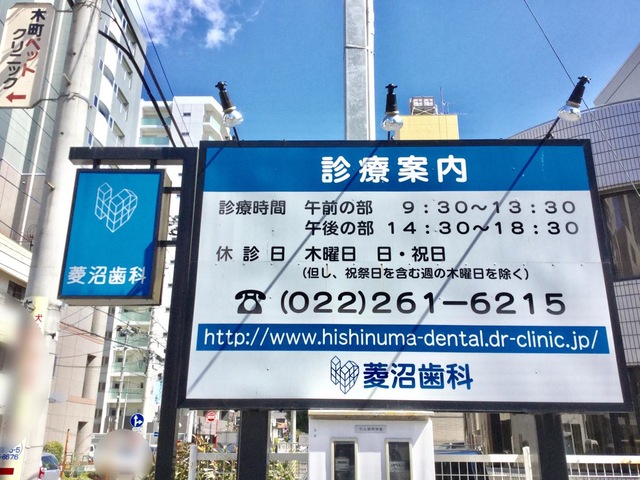 木町ペット
クリニック
←
菱沼歯科
診療案内
診療時間 午前の部 9:30〜13:30
午後の部 14:30〜18:30
休診日 木曜日 日・祝日
(但し、祝祭日を含む週の木曜日を除く)
☎ (022)261-6215
http://www.hishinuma-dental.dr-clinic.jp/
菱沼歯科